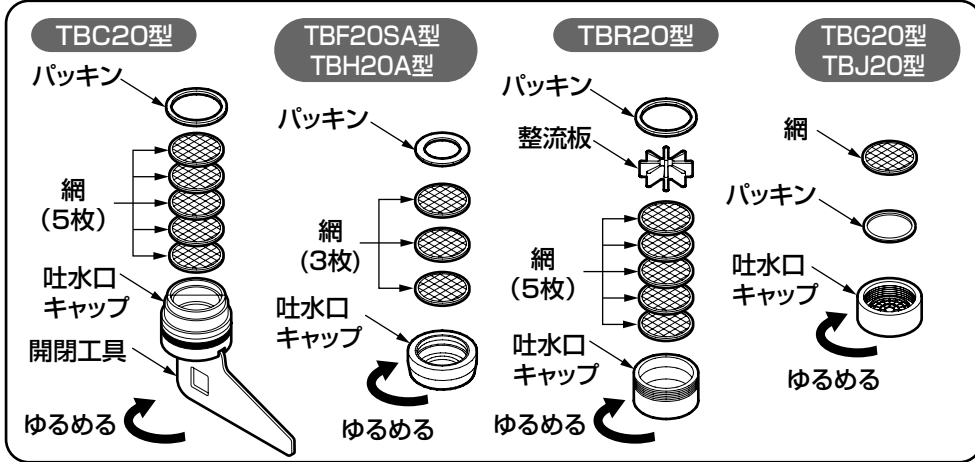 TBC20型
パッキン
網
(5枚)
吐水口
キャップ
開閉工具
ゆるめる
TBF20SA型
TBH20A型
パッキン
網
(3枚)
吐水口
キャップ
ゆるめる
TBR20型
パッキン
整流板
網
(5枚)
吐水口
キャップ
ゆるめる
TBG20型
TBJ20型
網
パッキン
吐水口
キャップ
ゆるめる